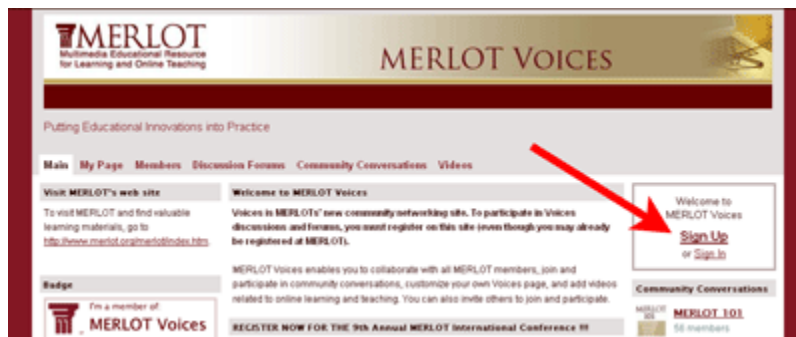 MERLOT
Multimedia Educational Resource
for Learning and Online Teaching
MERLOT VOICES
Putting Educational Innovations into Practice
Main My Page Members Discussion Forums Community Conversations Videos
Visit MERLOT's web site
To visit MERLOT and find valuable
learning materials, go to
http://www.merlot.org/merlot/index.htm.
Badge
I'm a member of:
MERLOT Voices
Welcome to MERLOT Voices
Voices is MERLOTs' new community networking site. To participate in Voices
discussions and forums, you must register on this site (even though you may already
be registered at MERLOT).
MERLOT Voices enables you to collaborate with all MERLOT members, join and
participate in community conversations, customize your own Voices page, and add videos
related to online learning and teaching. You can also invite others to join and participate.
REGISTER NOW FOR THE 9th Annual MERLOT International Conference !!!
Welcome to
MERLOT Voices
Sign Up
or Sign In
Community Conversations
MERLOT 101
56 members